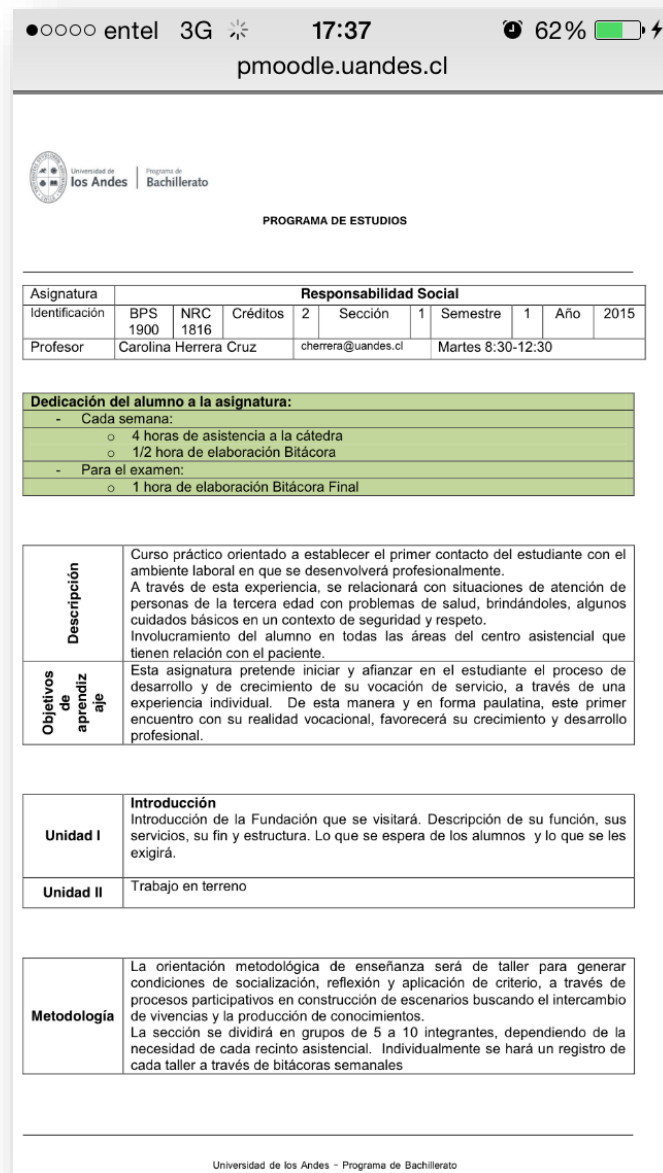 entel 3G 17:37 62%
pmoodle.uandes.cl
Universidad de los Andes
Programa de Bachillerato
PROGRAMA DE ESTUDIOS
Asignatura Responsabilidad Social
Identificación BPS 1900 NRC 1816 Créditos 2 Sección 1 Semestre 1 Año 2015
Profesor Carolina Herrera Cruz cherrera@uandes.cl Martes 8:30-12:30
Dedicación del alumno a la asignatura:
- Cada semana:
o 4 horas de asistencia a la cátedra
o 1/2 hora de elaboración Bitácora
- Para el examen:
o 1 hora de elaboración Bitácora Final
Descripción
Curso práctico orientado a establecer el primer contacto del estudiante con el
ambiente laboral en que se desenvolverá profesionalmente.
A través de esta experiencia, se relacionará con situaciones de atención de
personas de la tercera edad con problemas de salud, brindándoles, algunos
cuidados básicos en un contexto de seguridad y respeto.
Involucramiento del alumno en todas las áreas del centro asistencial que
tienen relación con el paciente.
Objetivos
de
aprendiz
aje
Esta asignatura pretende iniciar y afianzar en el estudiante el proceso de
desarrollo y de crecimiento de su vocación de servicio, a través de una
experiencia individual. De esta manera y en forma paulatina, este primer
encuentro con su realidad vocacional, favorecerá su crecimiento y desarrollo
profesional.
Unidad I
Introducción
Introducción de la Fundación que se visitará. Descripción de su función, sus
servicios, su fin y estructura. Lo que se espera de los alumnos y lo que se les
exigirá.
Unidad II
Trabajo en terreno
Metodología
La orientación metodológica de enseñanza será de taller para generar
condiciones de socialización, reflexión y aplicación de criterio, a través de
procesos participativos en construcción de escenarios buscando el intercambio
de vivencias y la producción de conocimientos.
La sección se dividirá en grupos de 5 a 10 integrantes, dependiendo de la
necesidad de cada recinto asistencial. Individualmente se hará un registro de
cada taller a través de bitácoras semanales
Universidad de los Andes – Programa de Bachillerato